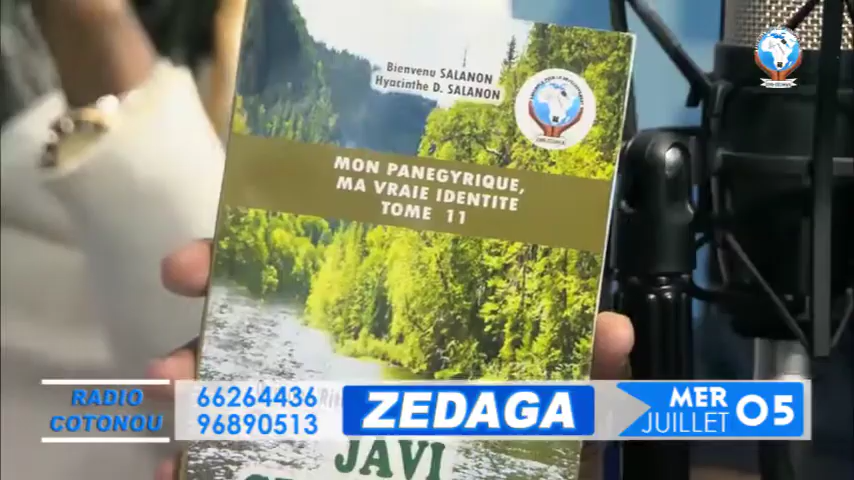 Bienvenu SALANON
Hyacinthe D. SALANON
MON PANEGYRIQUE,
MA VRAIE IDENTITE
TOME 11
RADIO
COTONOU
66264436
96890513
ZEDAGA
MER
JUILLET
05
JAVI